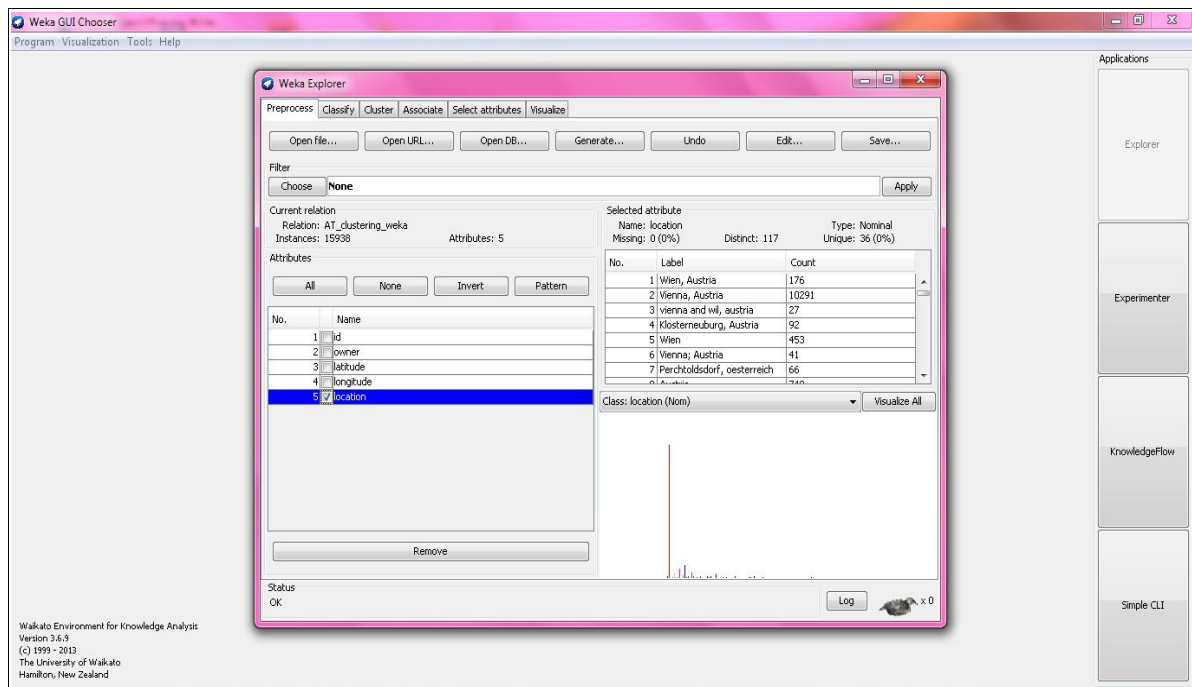 Weka GUI Chooser
Program Visualization Tools Help
Applications
Explorer
Experimenter
KnowledgeFlow
Simple CLI
Weka Explorer
Preprocess Classify Cluster Associate Select attributes Visualize
Open file... Open URL... Open DB... Generate... Undo Edit... Save...
Filter
Choose None Apply
Current relation
Relation: AT_clustering_weka
Instances: 15938 Attributes: 5
Attributes
All None Invert Pattern
No. Name
1 id
2 owner
3 latitude
4 longitude
5 location
Remove
Selected attribute
Name: location Type: Nominal
Missing: 0 (0%) Distinct: 117 Unique: 36 (0%)
No. Label Count
1 Wien, Austria 176
2 Vienna, Austria 10291
3 vienna and wil, austria 27
4 Klosterneuburg, Austria 92
5 Wien 453
6 Vienna; Austria 41
7 Perchtoldsdorf, oesterreich 66
Class: location (Nom) Visualize All
Status
OK
Log x 0
Waikato Environment for Knowledge Analysis
Version 3.6.9
(c) 1999 - 2013
The University of Waikato
Hamilton, New Zealand